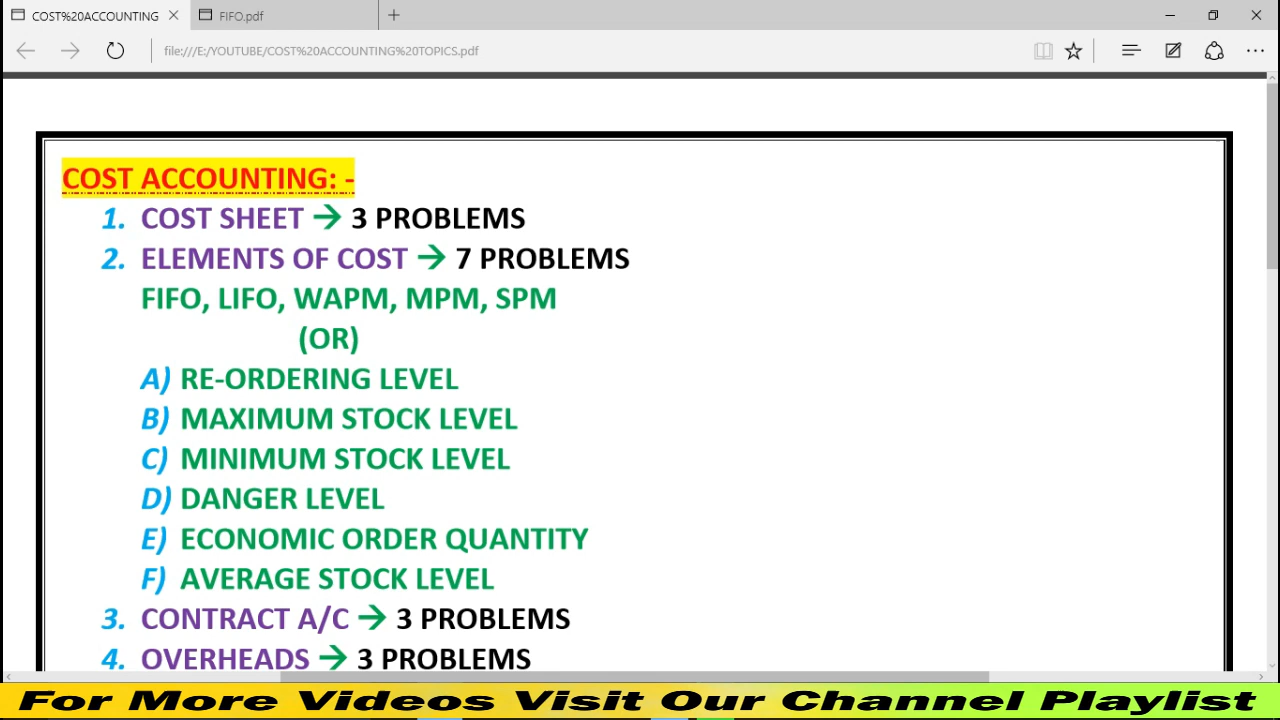 COST%20ACCOUNTING
FIFO.pdf
file:///E:/YOUTUBE/COST%20ACCOUNTING%20TOPICS.pdf
COST ACCOUNTING: -
1. COST SHEET → 3 PROBLEMS
2. ELEMENTS OF COST → 7 PROBLEMS
FIFO, LIFO, WAPM, MPM, SPM
(OR)
A) RE-ORDERING LEVEL
B) MAXIMUM STOCK LEVEL
C) MINIMUM STOCK LEVEL
D) DANGER LEVEL
E) ECONOMIC ORDER QUANTITY
F) AVERAGE STOCK LEVEL
3. CONTRACT A/C → 3 PROBLEMS
4. OVERHEADS → 3 PROBLEMS
For More Videos Visit Our Channel Playlist